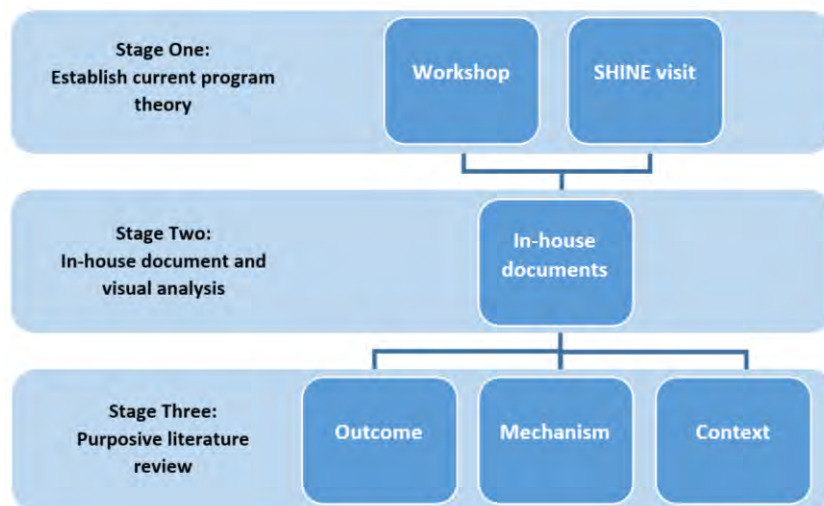 Stage One:
Establish current program
theory
Workshop
SHINE visit
Stage Two:
In-house document and
visual analysis
In-house
documents
Stage Three:
Purposive literature
review
Outcome
Mechanism
Context